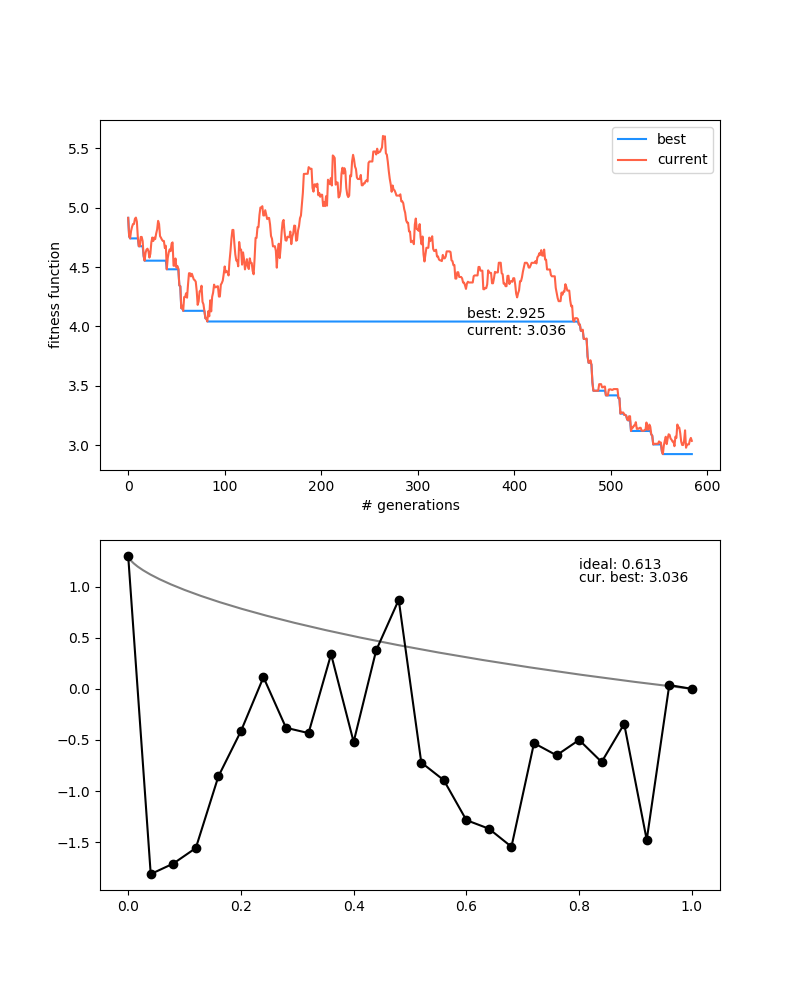 5.5
5.0
4.5
4.0
3.5
3.0
fitness function
best
current
best: 2.925
current: 3.036
0 100 200 300 400 500 600
# generations
1.0
0.5
0.0
−0.5
−1.0
−1.5
ideal: 0.613
cur. best: 3.036
0.0 0.2 0.4 0.6 0.8 1.0